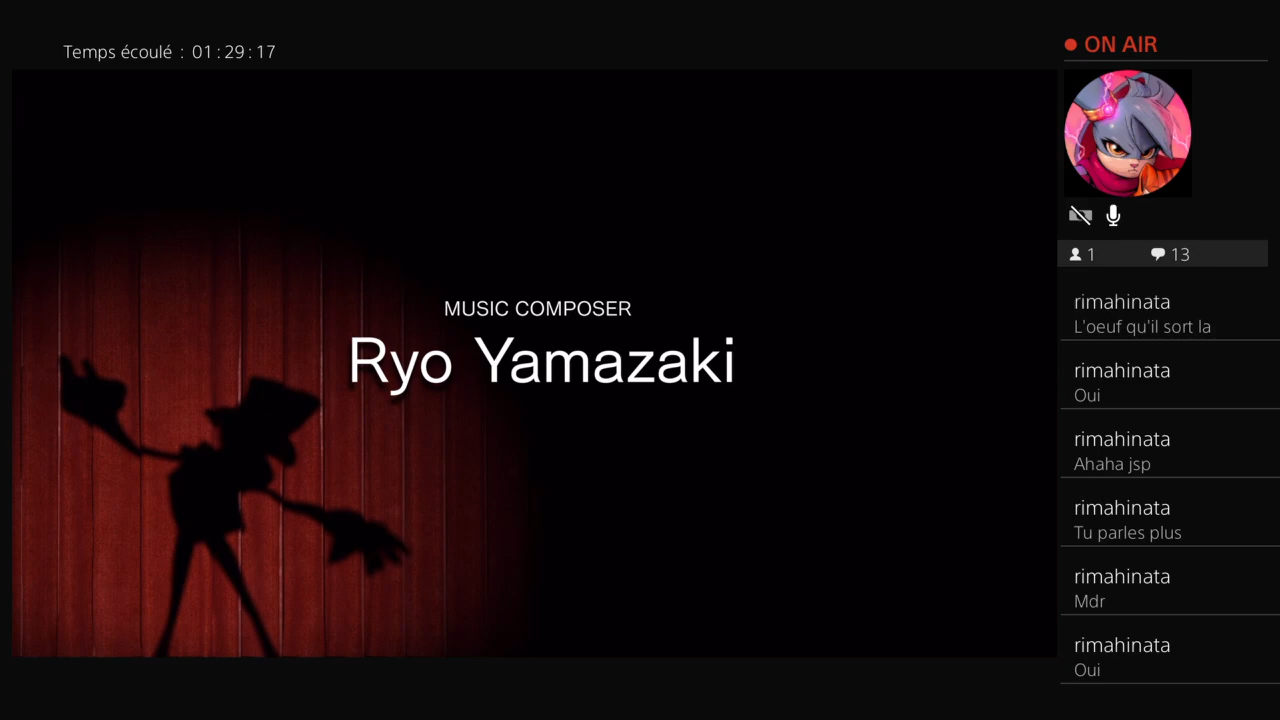 Temps écoulé : 01:29:17
ON AIR
1
13
MUSIC COMPOSER
Ryo Yamazaki
rimahinata
L'oeuf qu'il sort la
rimahinata
Oui
rimahinata
Ahaha jsp
rimahinata
Tu parles plus
rimahinata
Mdr
rimahinata
Oui